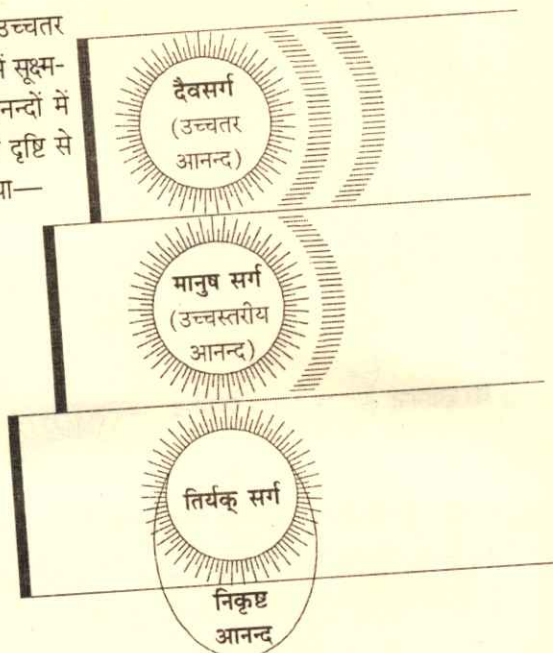 उच्चतर
में सूक्ष्म-
नन्दों में
दृष्टि से
था—
दैवसर्ग
(उच्चतर
आनन्द)
मानुष सर्ग
(उच्चस्तरीय
आनन्द)
तिर्यक् सर्ग
निकृष्ट
आनन्द